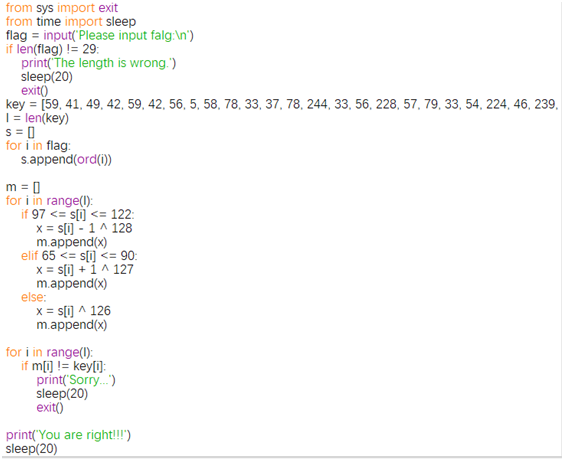 from sys import exit
from time import sleep
flag = input('Please input falg:\n')
if len(flag) != 29:
    print('The length is wrong.')
    sleep(20)
    exit()
key = [59, 41, 49, 42, 59, 42, 56, 5, 58, 78, 33, 37, 78, 244, 33, 56, 228, 57, 79, 33, 54, 224, 46, 239,
l = len(key)
s = []
for i in flag:
    s.append(ord(i))
m = []
for i in range(l):
    if 97 <= s[i] <= 122:
        x = s[i] - 1 ^ 128
        m.append(x)
    elif 65 <= s[i] <= 90:
        x = s[i] + 1 ^ 127
        m.append(x)
    else:
        x = s[i] ^ 126
        m.append(x)
for i in range(l):
    if m[i] != key[i]:
        print('Sorry...')
        sleep(20)
        exit()
print('You are right!!!')
sleep(20)